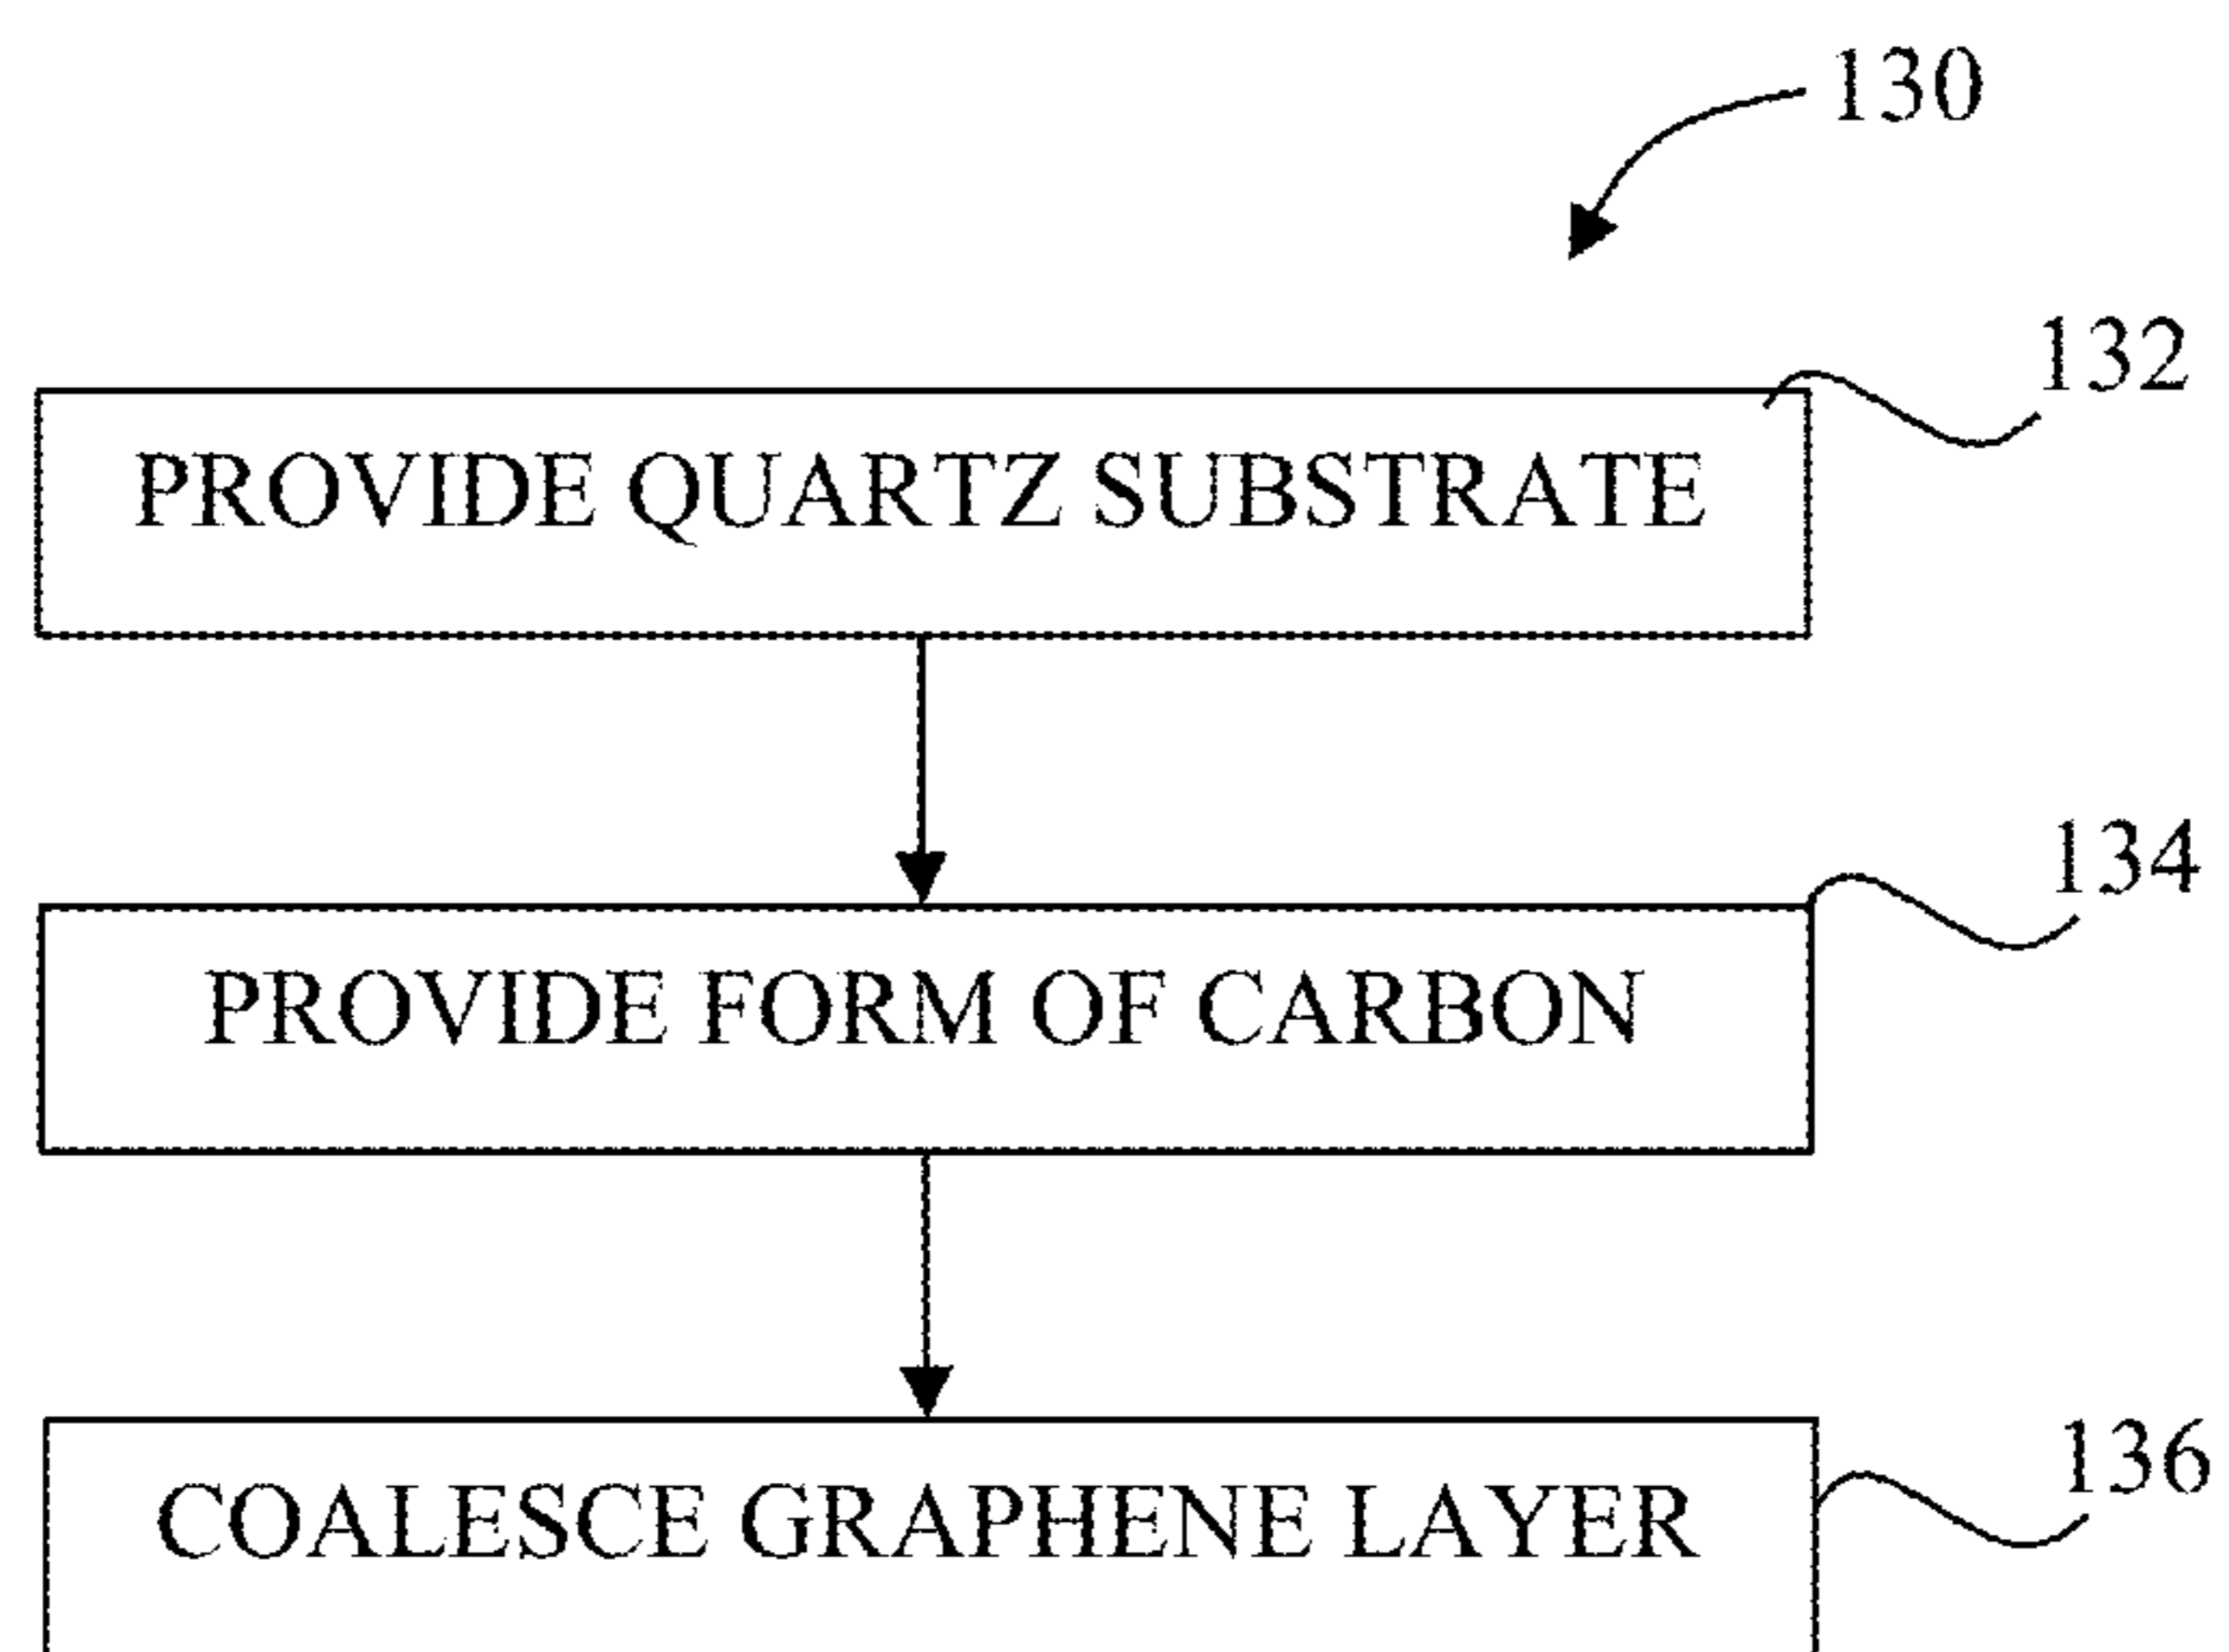 130
132
PROVIDE QUARTZ SUBSTRATE
134
PROVIDE FORM OF CARBON
136
COALESCE GRAPHENE LAYER